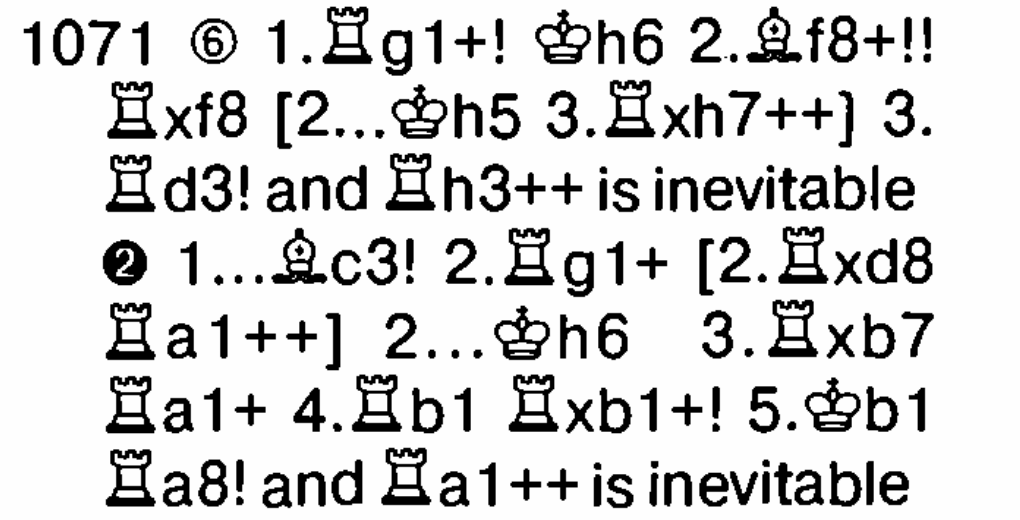 1071 ⑥ 1.♖g1+! ♔h6 2.♗f8+!!
♖xf8 [2...♔h5 3.♖xh7++] 3.
♖d3! and ♖h3++ is inevitable
❷ 1...♗c3! 2.♖g1+ [2.♖xd8
♖a1++] 2...♔h6 3.♖xb7
♖a1+ 4.♖b1 ♖xb1+! 5.♔b1
♖a8! and ♖a1++ is inevitable